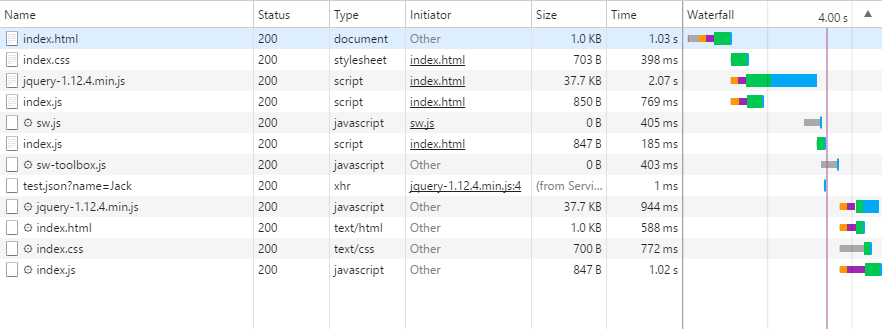 Name Status Type Initiator Size Time Waterfall 4.00 s ▲
index.html 200 document Other 1.0 KB 1.03 s
index.css 200 stylesheet index.html 703 B 398 ms
jquery-1.12.4.min.js 200 script index.html 37.7 KB 2.07 s
index.js 200 script index.html 850 B 769 ms
sw.js 200 javascript sw.js 0 B 405 ms
index.js 200 script index.html 847 B 185 ms
sw-toolbox.js 200 javascript Other 0 B 403 ms
test.json?name=Jack 200 xhr jquery-1.12.4.min.js:4 (from Servi... 1 ms
jquery-1.12.4.min.js 200 javascript Other 37.7 KB 944 ms
index.html 200 text/html Other 1.0 KB 588 ms
index.css 200 text/css Other 700 B 772 ms
index.js 200 javascript Other 847 B 1.02 s